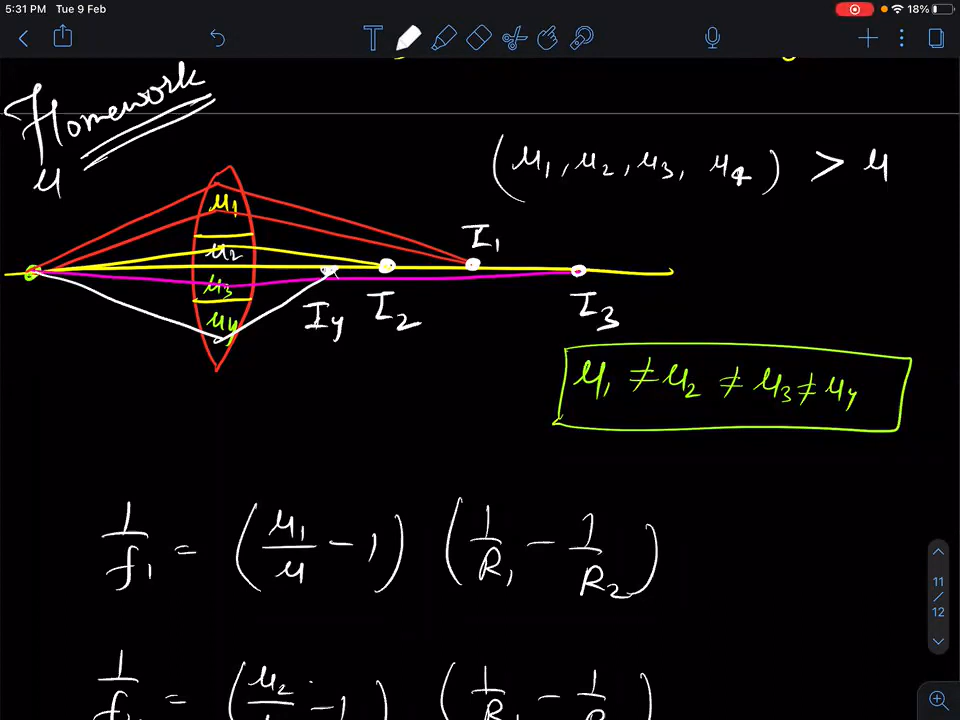 5:31 PM Tue 9 Feb
18%
T
Homework
μ
(μ₁, μ₂, μ₃, μ₄) > μ
μ₁
μ₂
μ₃
μ₄
I₁
I₄ I₂ I₃
μ₁ ≠ μ₂ ≠ μ₃ ≠ μ₄
1/f₁ = (μ₁/μ - 1) (1/R₁ - 1/R₂)
11
/
12